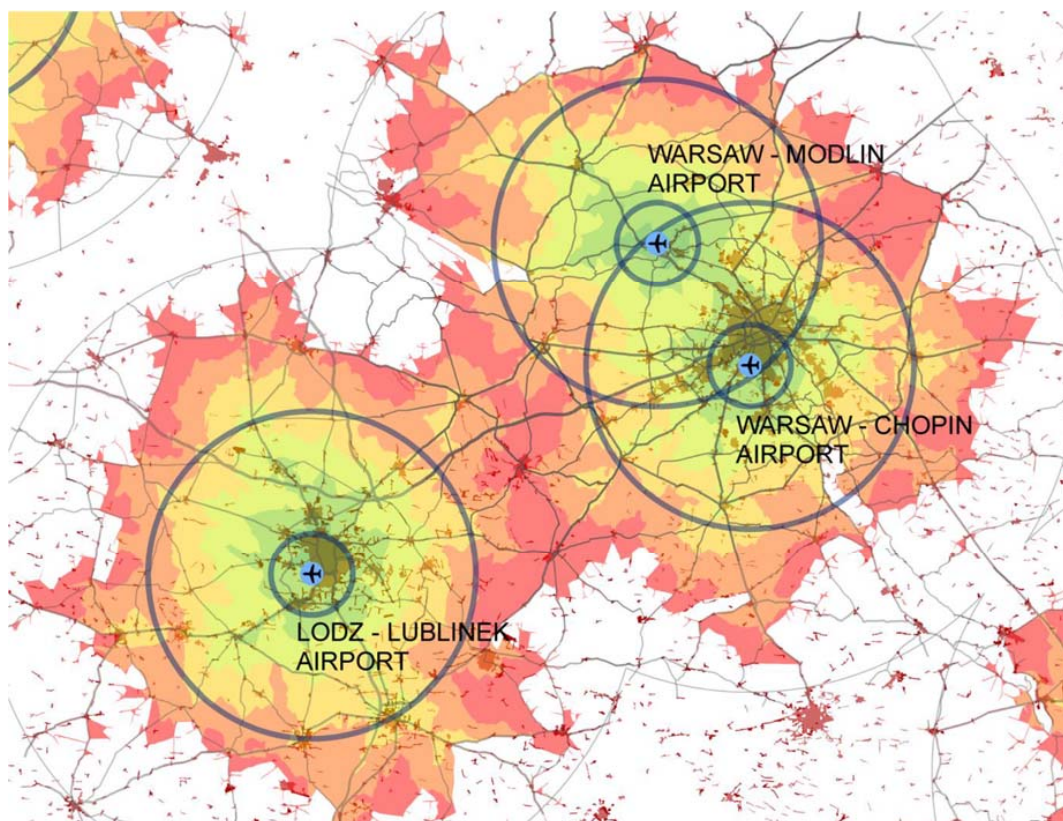 WARSAW - MODLIN
AIRPORT
WARSAW - CHOPIN
AIRPORT
LODZ - LUBLINEK
AIRPORT